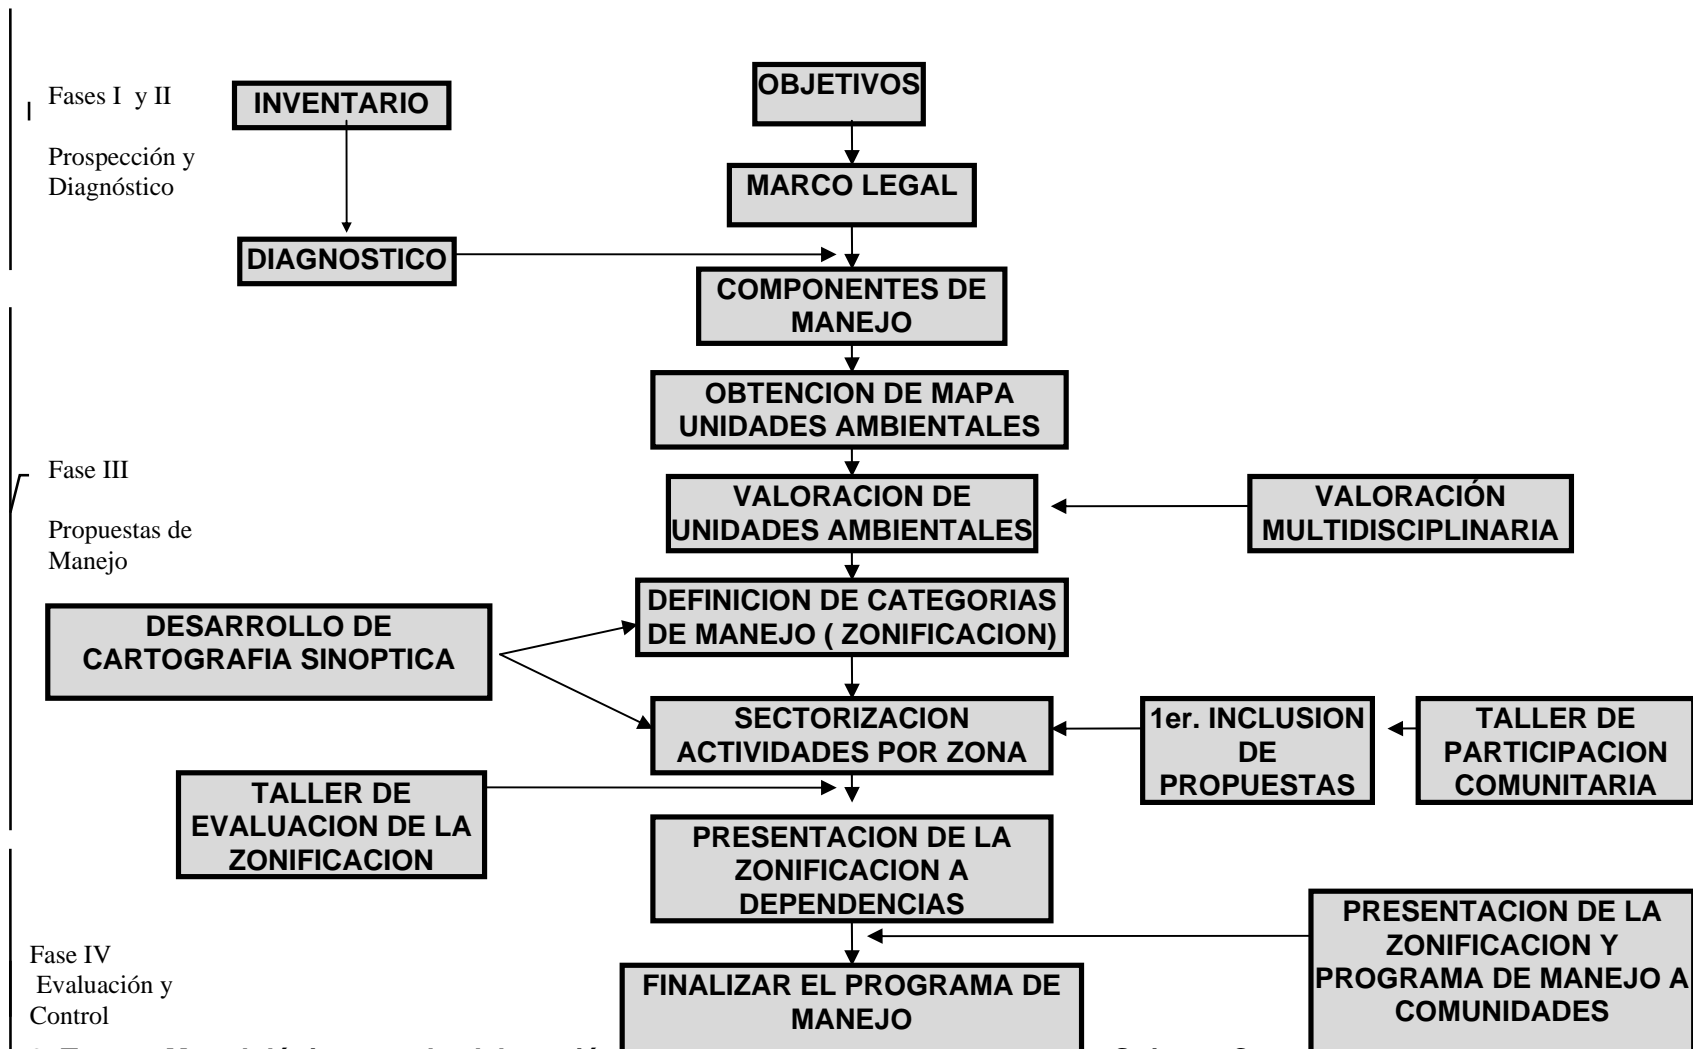 Fases I y II
Prospección y
Diagnóstico
INVENTARIO
OBJETIVOS
MARCO LEGAL
DIAGNOSTICO
COMPONENTES DE
MANEJO
OBTENCION DE MAPA
UNIDADES AMBIENTALES
Fase III
Propuestas de
Manejo
VALORACION DE
UNIDADES AMBIENTALES
VALORACIÓN
MULTIDISCIPLINARIA
DEFINICION DE CATEGORIAS
DE MANEJO ( ZONIFICACION)
DESARROLLO DE
CARTOGRAFIA SINOPTICA
SECTORIZACION
ACTIVIDADES POR ZONA
1er. INCLUSION
DE
PROPUESTAS
TALLER DE
PARTICIPACION
COMUNITARIA
TALLER DE
EVALUACION DE LA
ZONIFICACION
PRESENTACION DE LA
ZONIFICACION A
DEPENDENCIAS
PRESENTACION DE LA
ZONIFICACION Y
PROGRAMA DE MANEJO A
COMUNIDADES
Fase IV
Evaluación y
Control
FINALIZAR EL PROGRAMA DE
MANEJO